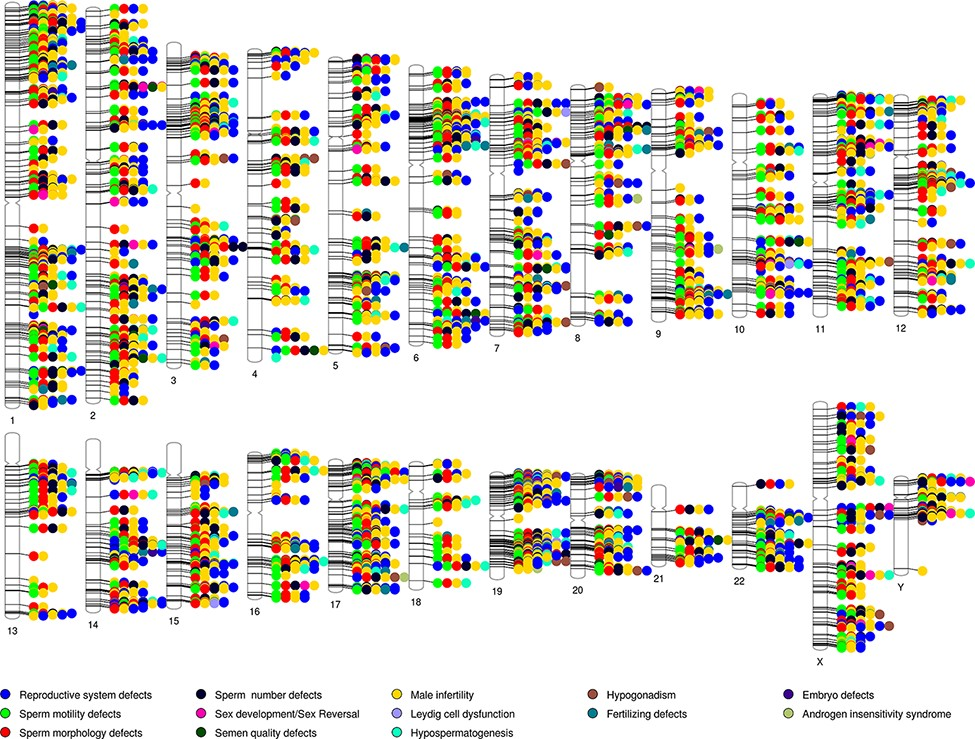 1
2
3
4
5
6
7
8
9
10
11
12
13
14
15
16
17
18
19
20
21
22
X
Y
Reproductive system defects
Sperm number defects
Male infertility
Hypogonadism
Embryo defects
Sperm motility defects
Sex development/Sex Reversal
Leydig cell dysfunction
Fertilizing defects
Androgen insensitivity syndrome
Sperm morphology defects
Semen quality defects
Hypospermatogenesis